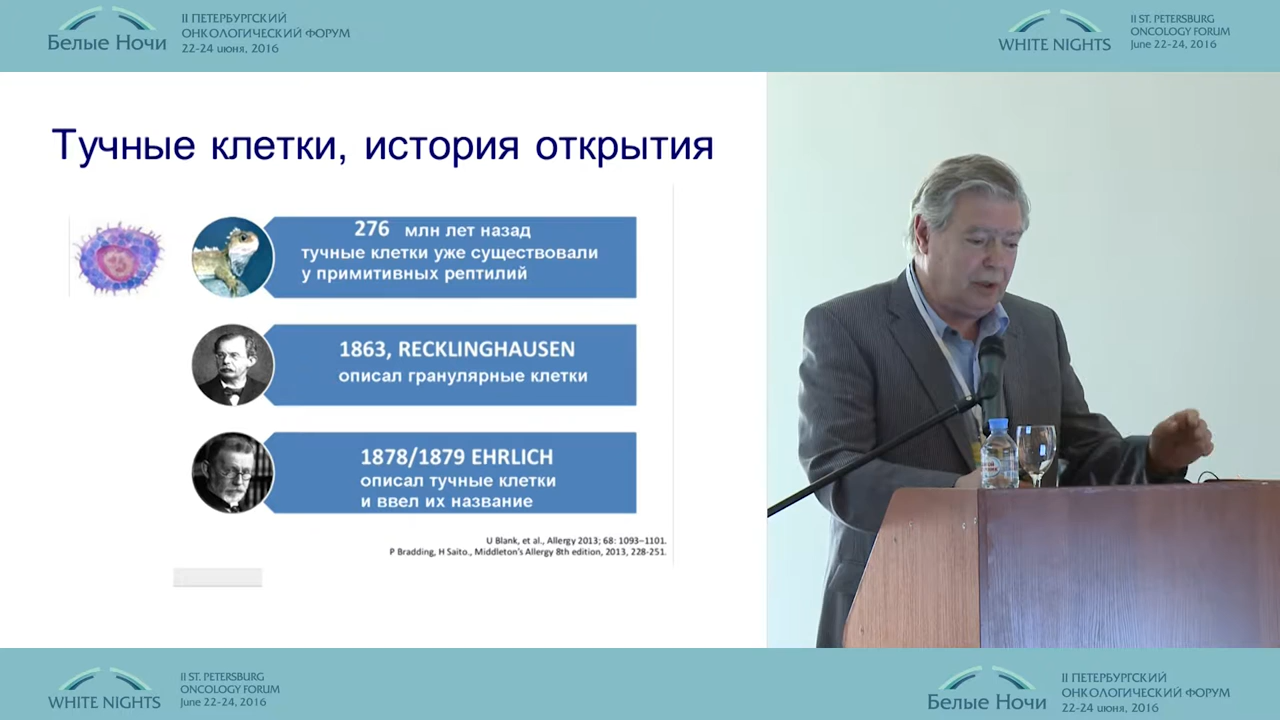 Белые Ночи
II ПЕТЕРБУРГСКИЙ
ОНКОЛОГИЧЕСКИЙ ФОРУМ
22-24 июня, 2016
WHITE NIGHTS
II ST. PETERSBURG
ONCOLOGY FORUM
June 22-24, 2016
Тучные клетки, история открытия
276 млн лет назад
тучные клетки уже существовали
у примитивных рептилий
1863, RECKLINGHAUSEN
описал гранулярные клетки
1878/1879 EHRLICH
описал тучные клетки
и ввел их название
U Blank, et al., Allergy 2013; 68: 1093–1101.
P Bradding, H Saito., Middleton's Allergy 8th edition, 2013, 228-251.
WHITE NIGHTS
II ST. PETERSBURG
ONCOLOGY FORUM
June 22-24, 2016
Белые Ночи
II ПЕТЕРБУРГСКИЙ
ОНКОЛОГИЧЕСКИЙ ФОРУМ
22-24 июня, 2016